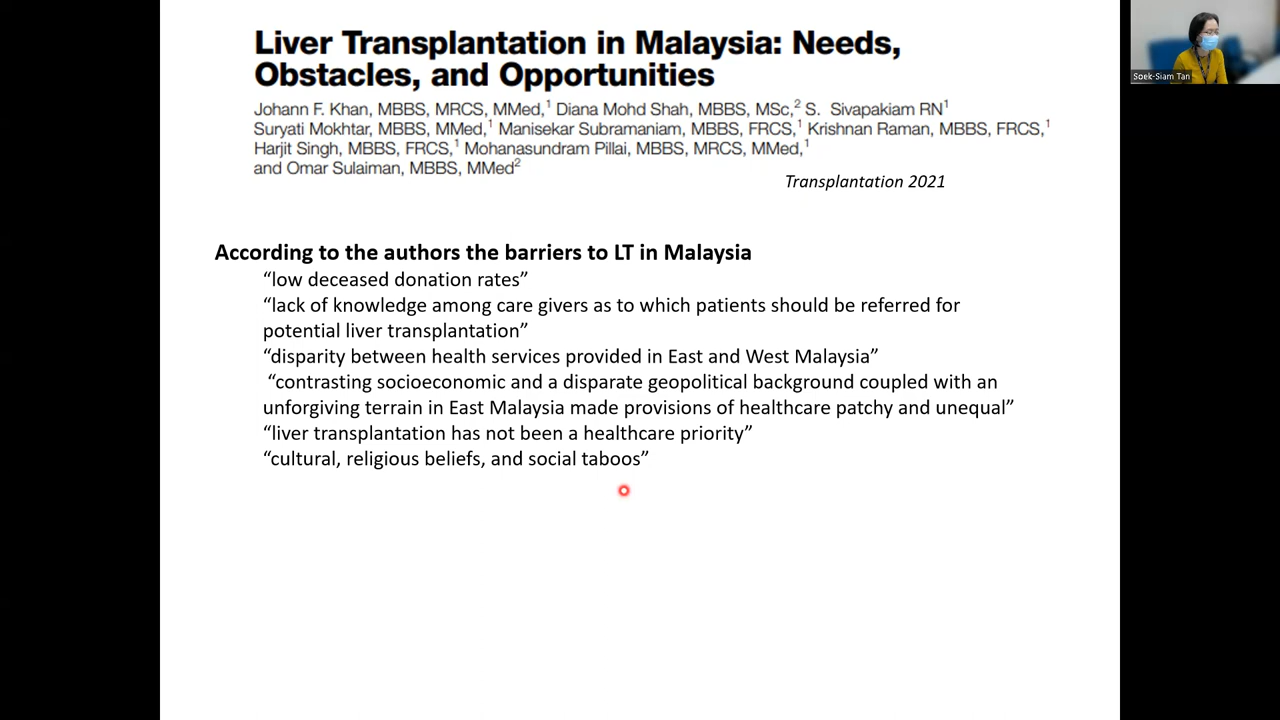 Liver Transplantation in Malaysia: Needs,
Obstacles, and Opportunities
Johann F. Khan, MBBS, MRCS, MMed,¹ Diana Mohd Shah, MBBS, MSc,² S. Sivapakiam RN¹
Suryati Mokhtar, MBBS, MMed,¹ Manisekar Subramaniam, MBBS, FRCS,¹ Krishnan Raman, MBBS, FRCS,¹
Harjit Singh, MBBS, FRCS,¹ Mohanasundram Pillai, MBBS, MRCS, MMed,¹
and Omar Sulaiman, MBBS, MMed²
Transplantation 2021
According to the authors the barriers to LT in Malaysia
“low deceased donation rates”
“lack of knowledge among care givers as to which patients should be referred for
potential liver transplantation”
“disparity between health services provided in East and West Malaysia”
“contrasting socioeconomic and a disparate geopolitical background coupled with an
unforgiving terrain in East Malaysia made provisions of healthcare patchy and unequal”
“liver transplantation has not been a healthcare priority”
“cultural, religious beliefs, and social taboos”
Soek-Siam Tan